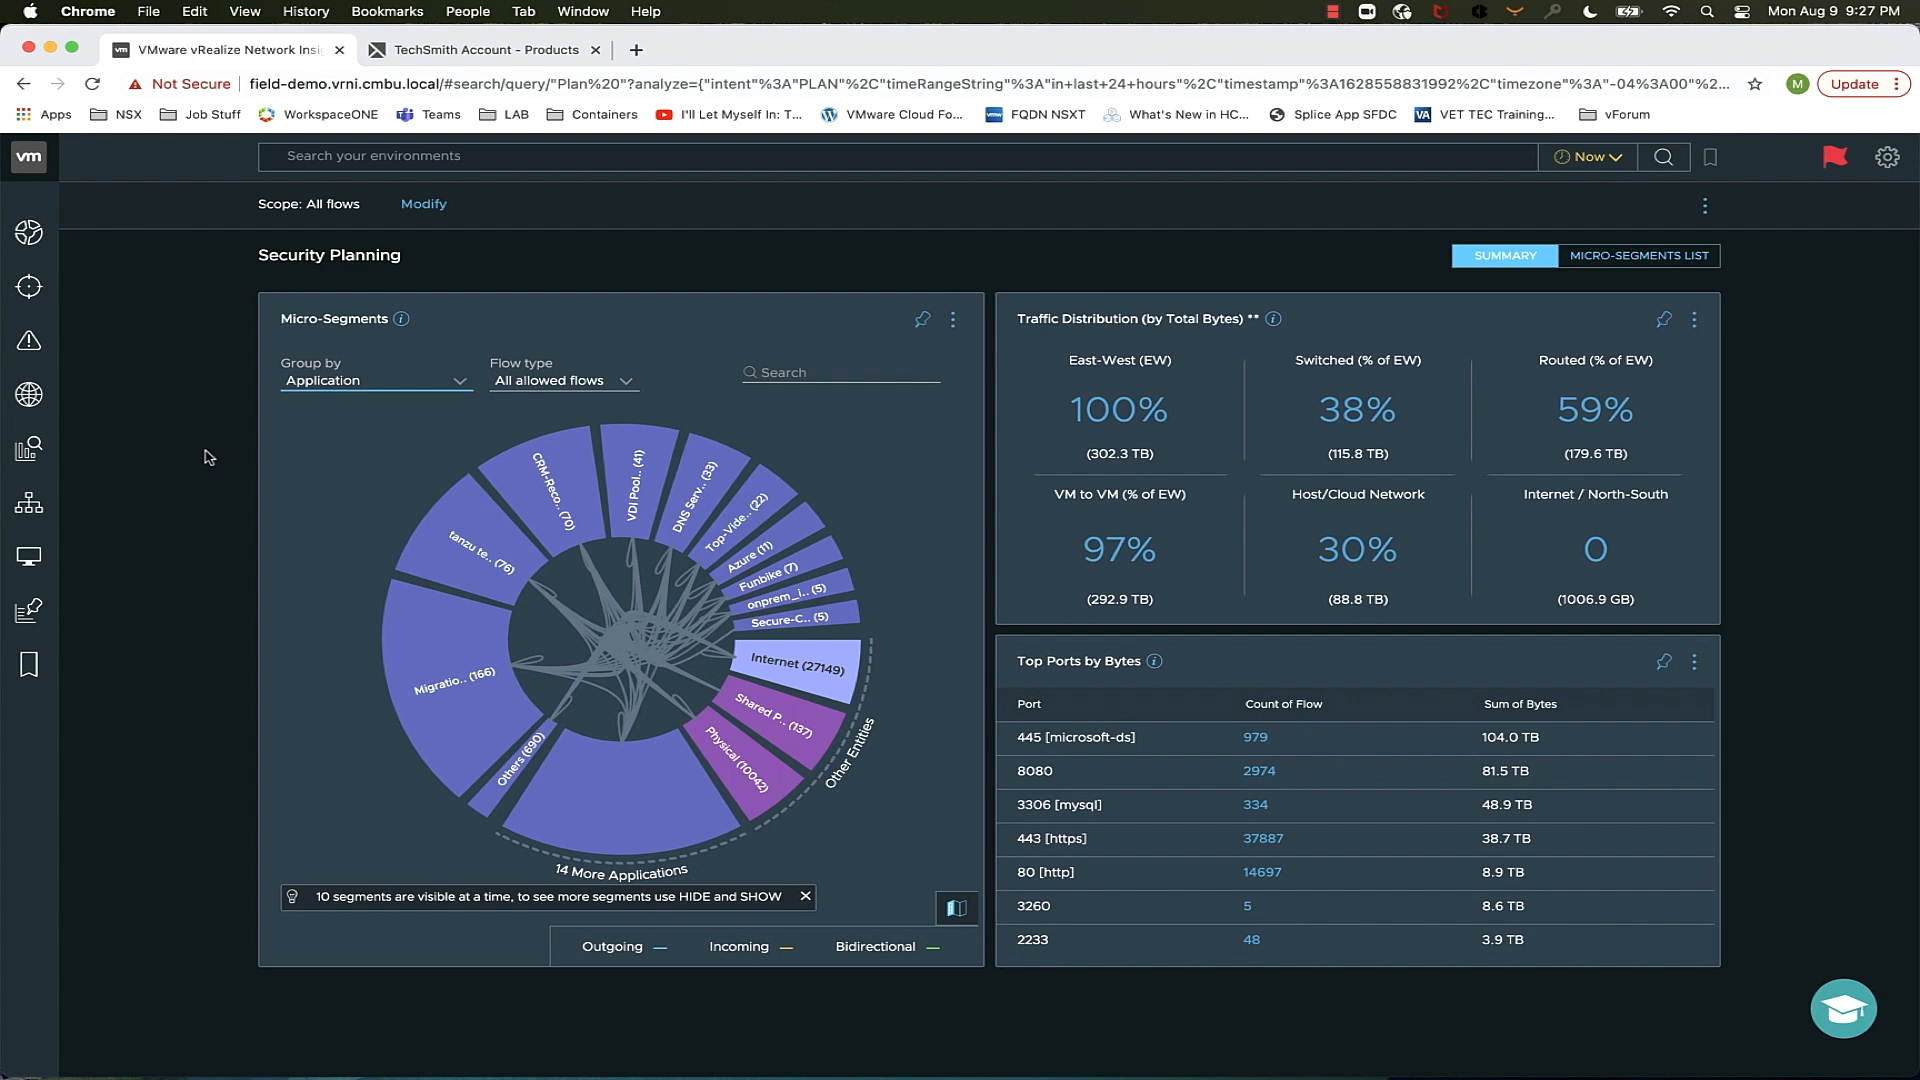 Chrome File Edit View History Bookmarks People Tab Window Help Mon Aug 9 9:27 PM
vm VMware vRealize Network Insi TechSmith Account - Products
Not Secure field-demo.vrni.cmbu.local/#search/query/"Plan%20"?analyze={"intent"%3A"PLAN"%2C"timeRangeString"%3A"in+last+24+hours"%2C"timestamp"%3A1628558831992%2C"timezone"%3A"-04%3A00"%2... M Update
Apps NSX Job Stuff WorkspaceONE Teams LAB Containers I'll Let Myself In: T... VMware Cloud Fo... vmw FQDN NSXT What's New in HC... Splice App SFDC VA VET TEC Training... vForum
vm Search your environments Now
Scope: All flows Modify
Security Planning SUMMARY MICRO-SEGMENTS LIST
Micro-Segments
Group by Flow type
Application All allowed flows Search
CRM-Reco.. (70)
VDI Pool.. (41)
DNS Serv.. (33)
Top-Vide.. (22)
Azure (11)
Funbike (7)
onprem_i.. (5)
Secure-C.. (5)
Internet (27149)
Shared P.. (137)
Physical (10042)
Other Entities
14 More Applications
Others (690)
Migratio.. (166)
tanzu te.. (76)
10 segments are visible at a time, to see more segments use HIDE and SHOW
Outgoing Incoming Bidirectional
Traffic Distribution (by Total Bytes) **
East-West (EW) Switched (% of EW) Routed (% of EW)
100% 38% 59%
(302.3 TB) (115.8 TB) (179.6 TB)
VM to VM (% of EW) Host/Cloud Network Internet / North-South
97% 30% 0
(292.9 TB) (88.8 TB) (1006.9 GB)
Top Ports by Bytes
Port Count of Flow Sum of Bytes
445 [microsoft-ds] 979 104.0 TB
8080 2974 81.5 TB
3306 [mysql] 334 48.9 TB
443 [https] 37887 38.7 TB
80 [http] 14697 8.9 TB
3260 5 8.6 TB
2233 48 3.9 TB